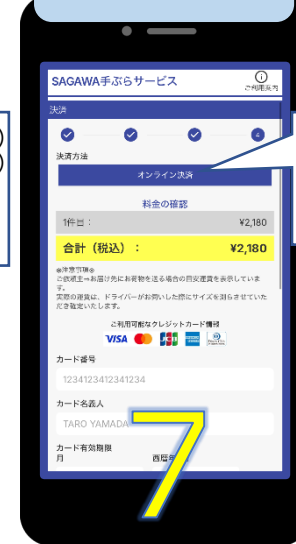 SAGAWA手ぶらサービス
ご利用案内
決済
4
決済方法
オンライン決済
料金の確認
1件目： ¥2,180
合計（税込）： ¥2,180
※注意事項※
ご依頼主→お届け先にお荷物を送る場合の目安運賃を表示していま
す。
実際の運賃は、ドライバーがお伺いした際にサイズを測らせていた
だき確定いたします。
ご利用可能なクレジットカード種類
VISA JCB
カード番号
1234123412341234
カード名義人
TARO YAMADA
カード有効期限
月 西暦
7